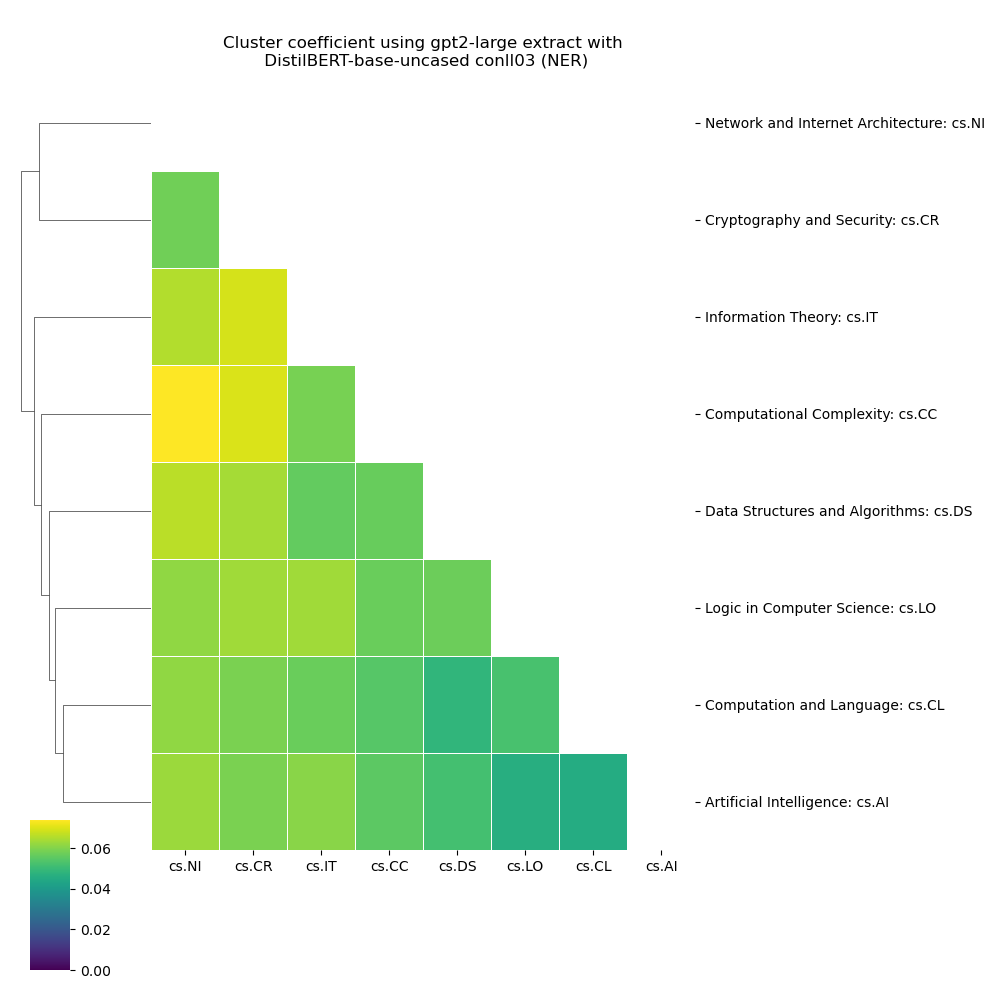 Cluster coefficient using gpt2-large extract with
DistilBERT-base-uncased conll03 (NER)
Network and Internet Architecture: cs.NI
Cryptography and Security: cs.CR
Information Theory: cs.IT
Computational Complexity: cs.CC
Data Structures and Algorithms: cs.DS
Logic in Computer Science: cs.LO
Computation and Language: cs.CL
Artificial Intelligence: cs.AI
cs.NI cs.CR cs.IT cs.CC cs.DS cs.LO cs.CL cs.AI
0.06
0.04
0.02
0.00